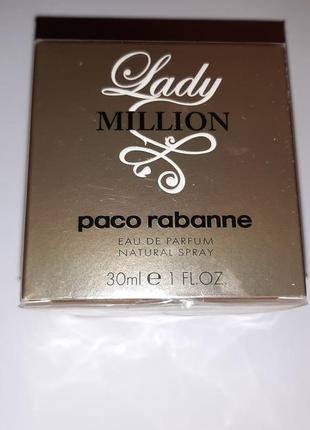 Lady
MILLION
paco rabanne
EAU DE PARFUM
NATURAL SPRAY
30ml e 1 FL.OZ.